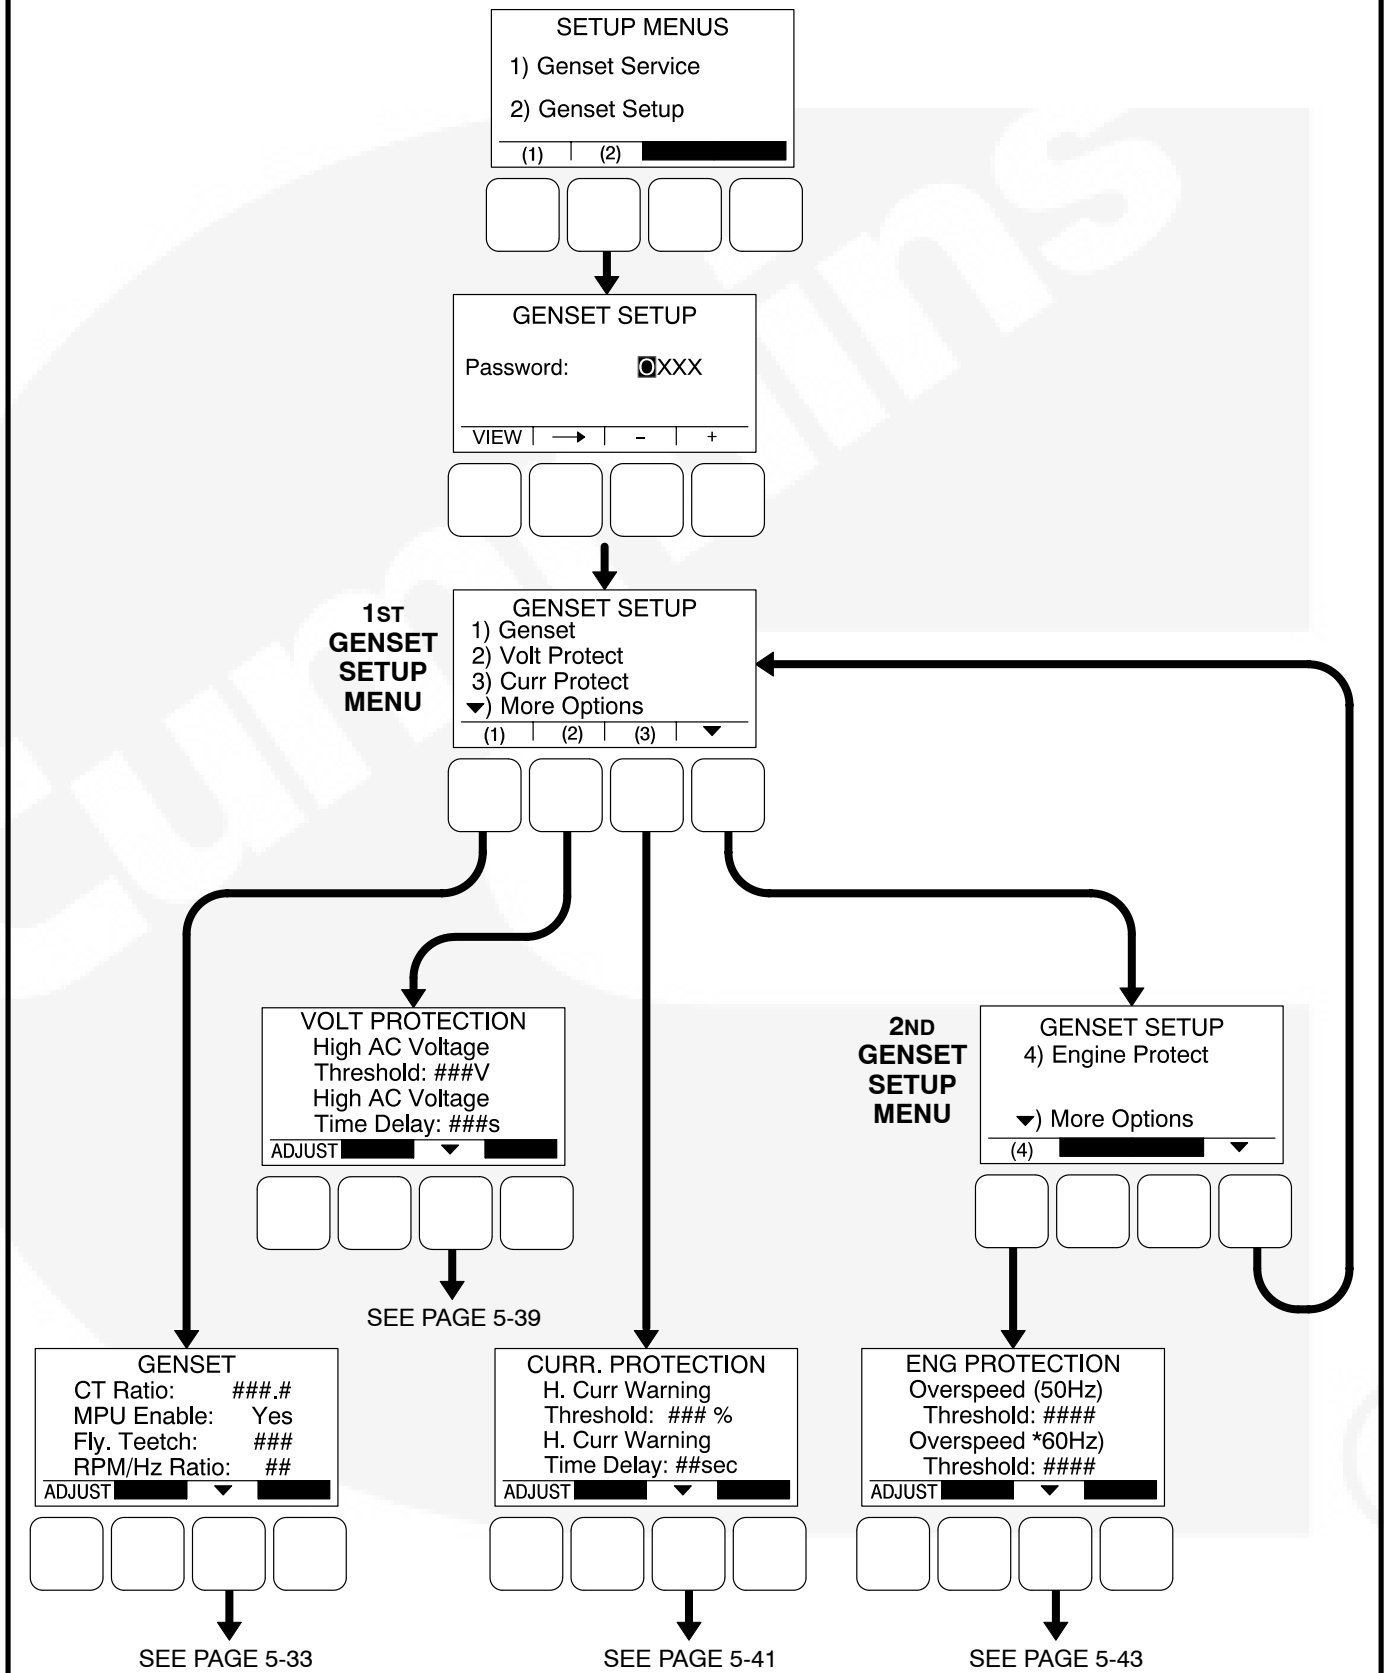 SETUP MENUS
1) Genset Service
2) Genset Setup
(1) (2)
GENSET SETUP
Password: 0XXX
VIEW → - +
1ST
GENSET
SETUP
MENU
GENSET SETUP
1) Genset
2) Volt Protect
3) Curr Protect
▼) More Options
(1) (2) (3) ▼
VOLT PROTECTION
High AC Voltage
Threshold: ###V
High AC Voltage
Time Delay: ###s
ADJUST ▼
SEE PAGE 5-39
2ND
GENSET
SETUP
MENU
GENSET SETUP
4) Engine Protect
▼) More Options
(4) ▼
GENSET
CT Ratio: ###.#
MPU Enable: Yes
Fly. Teetch: ###
RPM/Hz Ratio: ##
ADJUST ▼
SEE PAGE 5-33
CURR. PROTECTION
H. Curr Warning
Threshold: ### %
H. Curr Warning
Time Delay: ##sec
ADJUST ▼
SEE PAGE 5-41
ENG PROTECTION
Overspeed (50Hz)
Threshold: ####
Overspeed *60Hz)
Threshold: ####
ADJUST ▼
SEE PAGE 5-43
Cummins